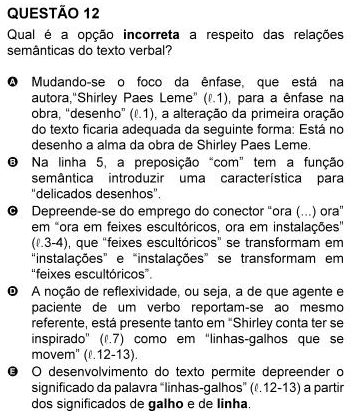 QUESTÃO 12
Qual é a opção incorreta a respeito das relações
semânticas do texto verbal?
A Mudando-se o foco da ênfase, que está na
autora,“Shirley Paes Leme” (ℓ.1), para a ênfase na
obra, “desenho” (ℓ.1), a alteração da primeira oração
do texto ficaria adequada da seguinte forma: Está no
desenho a alma da obra de Shirley Paes Leme.
B Na linha 5, a preposição “com” tem a função
semântica introduzir uma característica para
“delicados desenhos”.
C Depreende-se do emprego do conector “ora (...) ora”
em “ora em feixes escultóricos, ora em instalações”
(ℓ.3-4), que “feixes escultóricos” se transformam em
“instalações” e “instalações” se transformam em
“feixes escultóricos”.
D A noção de reflexividade, ou seja, a de que agente e
paciente de um verbo reportam-se ao mesmo
referente, está presente tanto em “Shirley conta ter se
inspirado” (ℓ.7) como em “linhas-galhos que se
movem” (ℓ.12-13).
E O desenvolvimento do texto permite depreender o
significado da palavra “linhas-galhos” (ℓ.12-13) a partir
dos significados de galho e de linha.